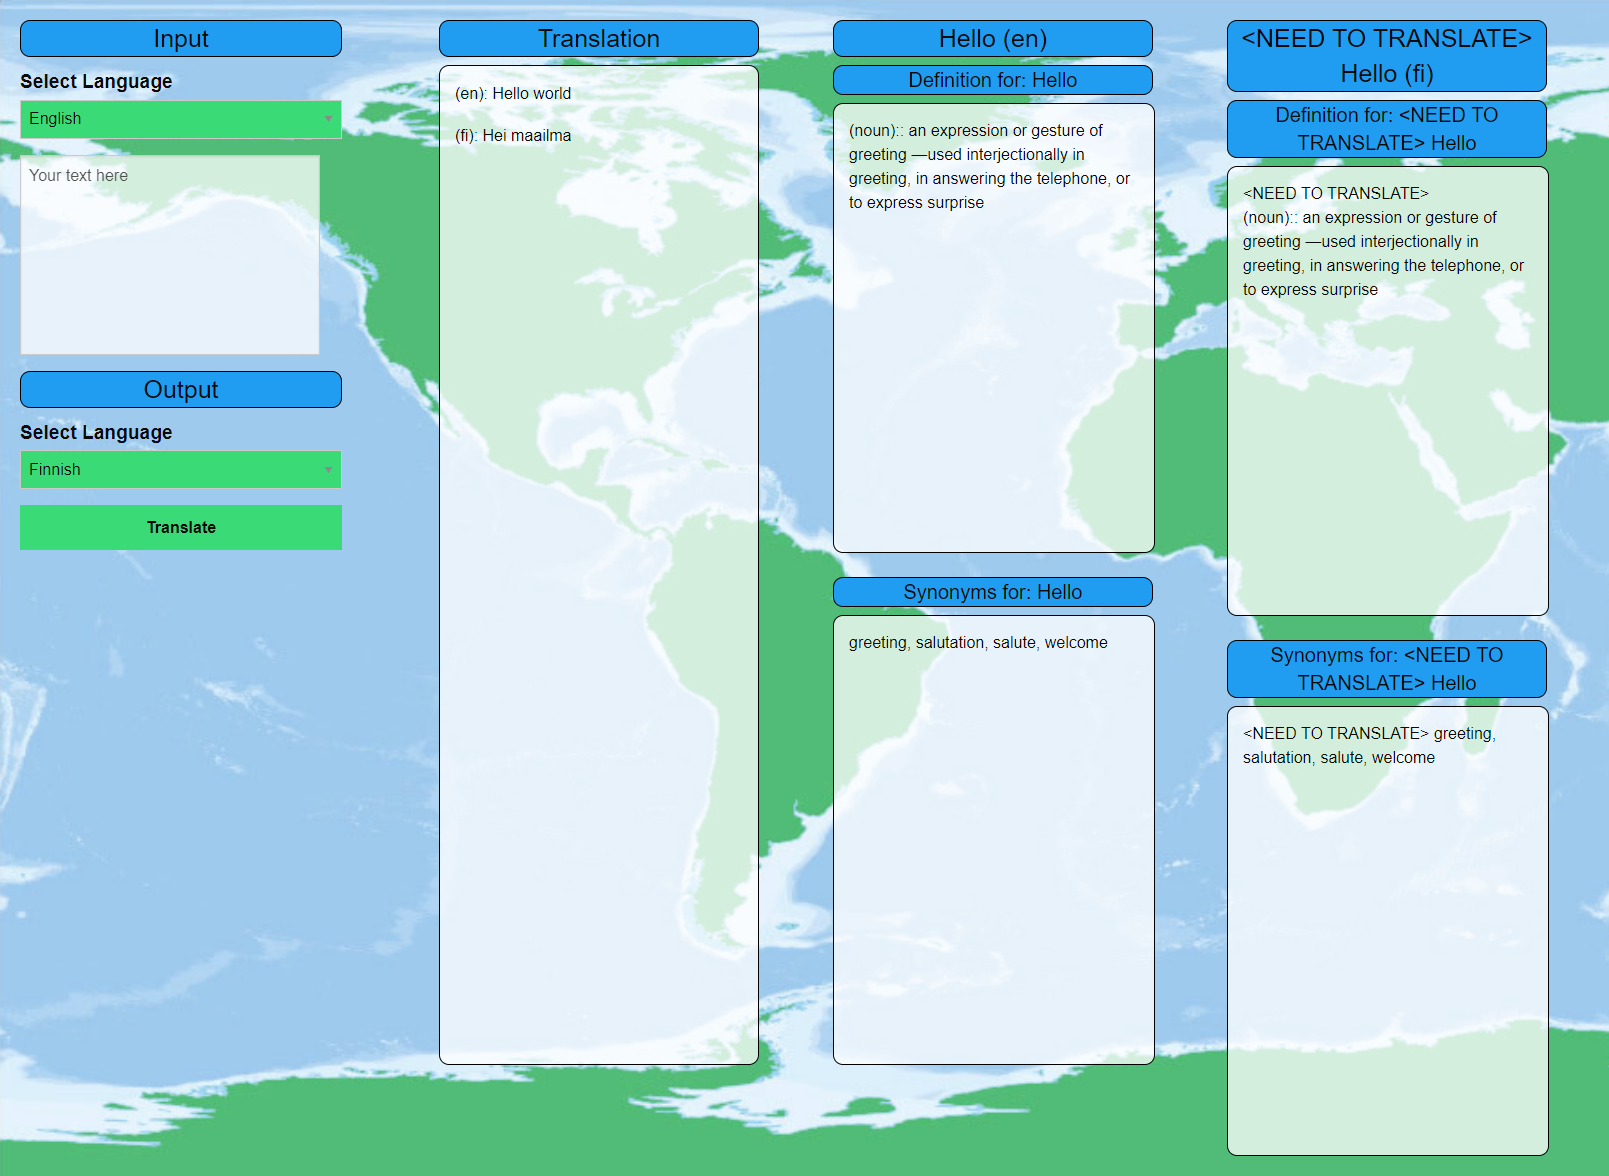 Input
Select Language
English
Your text here
Output
Select Language
Finnish
Translate
Translation
(en): Hello world
(fi): Hei maailma
Hello (en)
Definition for: Hello
(noun):: an expression or gesture of
greeting —used interjectionally in
greeting, in answering the telephone, or
to express surprise
Synonyms for: Hello
greeting, salutation, salute, welcome
<NEED TO TRANSLATE>
Hello (fi)
Definition for: <NEED TO
TRANSLATE> Hello
<NEED TO TRANSLATE>
(noun):: an expression or gesture of
greeting —used interjectionally in
greeting, in answering the telephone, or
to express surprise
Synonyms for: <NEED TO
TRANSLATE> Hello
<NEED TO TRANSLATE> greeting,
salutation, salute, welcome